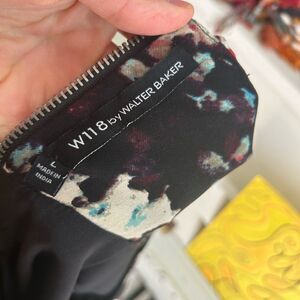 W118 by WALTER BAKER
L
MADE IN
INDIA